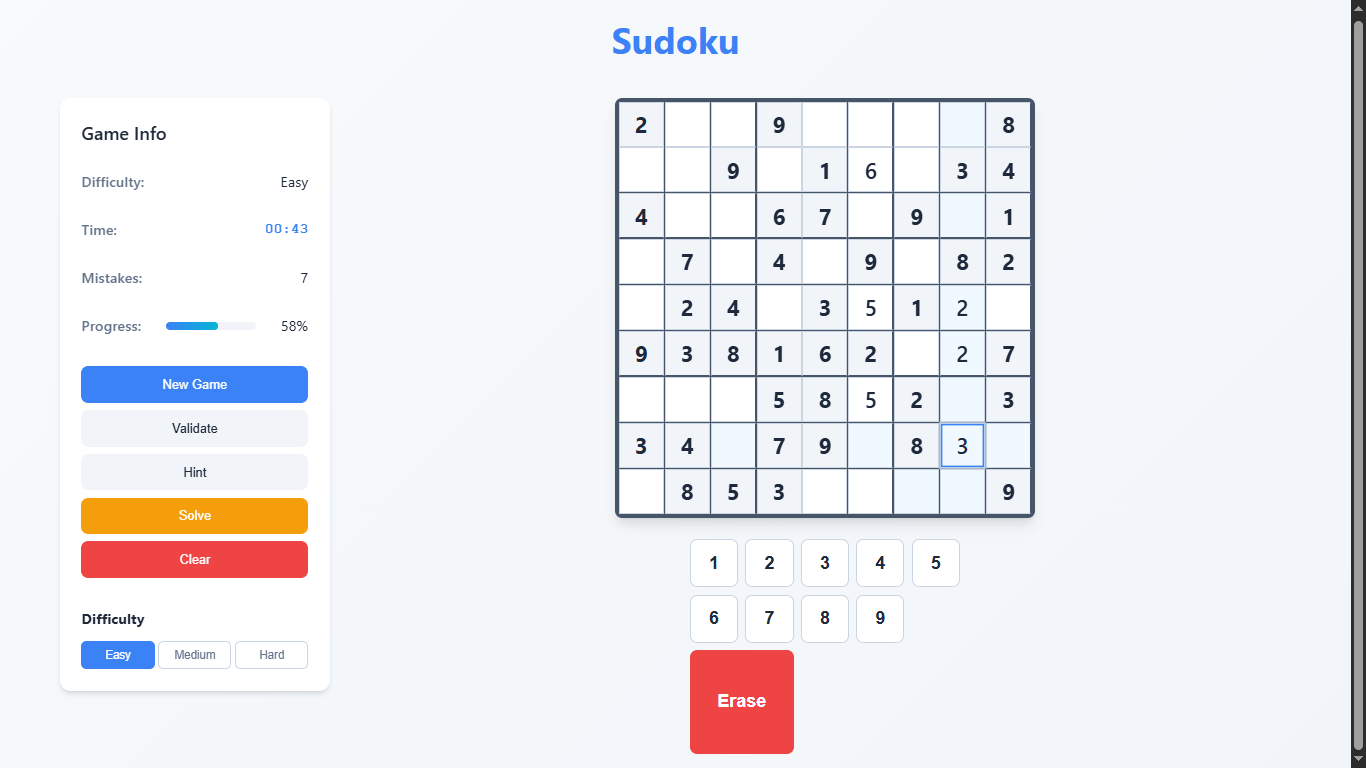 Sudoku
Game Info
Difficulty: Easy
Time: 00:43
Mistakes: 7
Progress: 58%
New Game
Validate
Hint
Solve
Clear
Difficulty
Easy Medium Hard
2 9 8
9 1 6 3 4
4 6 7 9 1
7 4 9 8 2
2 4 3 5 1 2
9 3 8 1 6 2 2 7
5 8 5 2 3
3 4 7 9 8 3
8 5 3 9
1 2 3 4 5
6 7 8 9
Erase